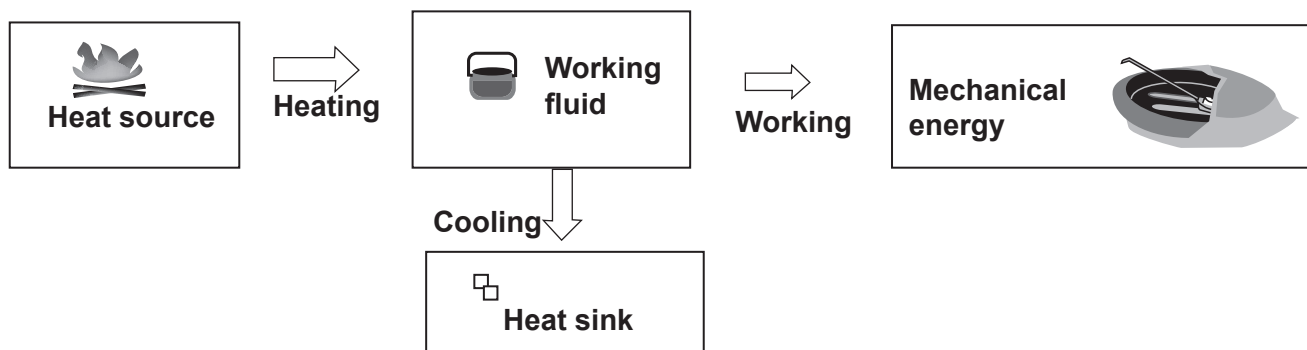 Heat source
Heating
Working
fluid
Working
Mechanical
energy
Cooling
Heat sink